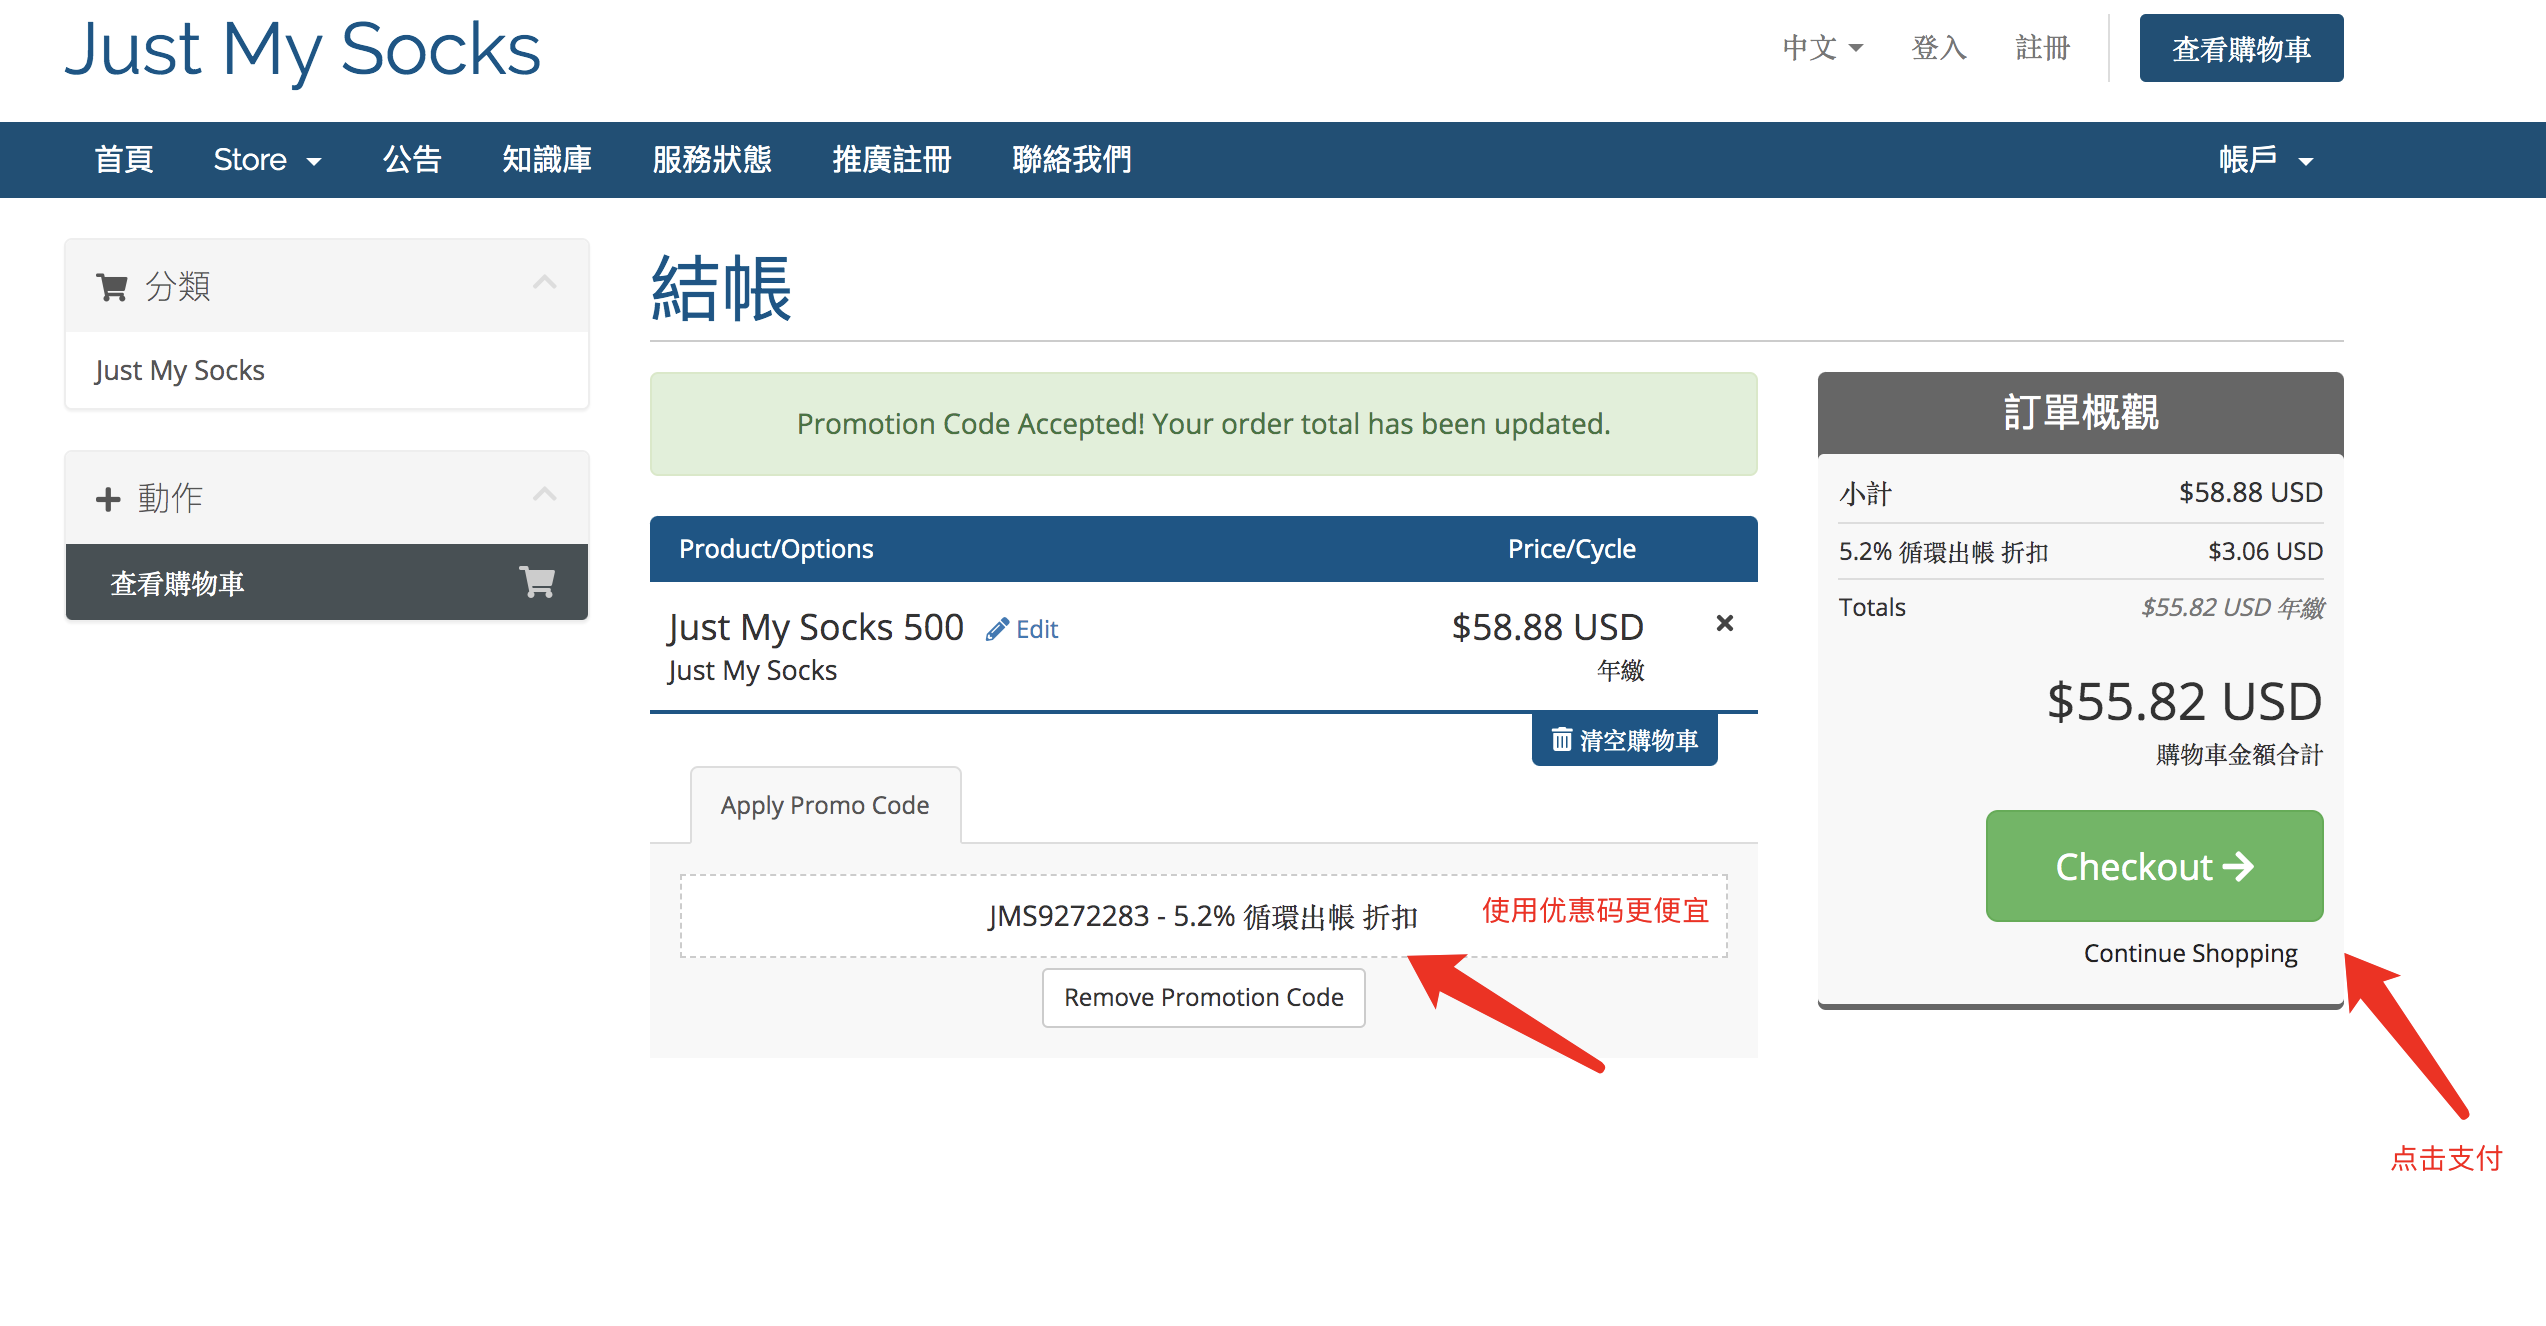 Just My Socks
中文 登入 註冊 查看購物車
首頁 Store 公告 知識庫 服務狀態 推廣註冊 聯絡我們 帳戶
分類
Just My Socks
動作
查看購物車
結帳
Promotion Code Accepted! Your order total has been updated.
Product/Options Price/Cycle
Just My Socks 500 Edit $58.88 USD
Just My Socks 年繳
清空購物車
Apply Promo Code
JMS9272283 - 5.2% 循環出帳 折扣 使用优惠码更便宜
Remove Promotion Code
訂單概觀
小計 $58.88 USD
5.2% 循環出帳 折扣 $3.06 USD
Totals $55.82 USD 年繳
$55.82 USD
購物車金額合計
Checkout
Continue Shopping
点击支付